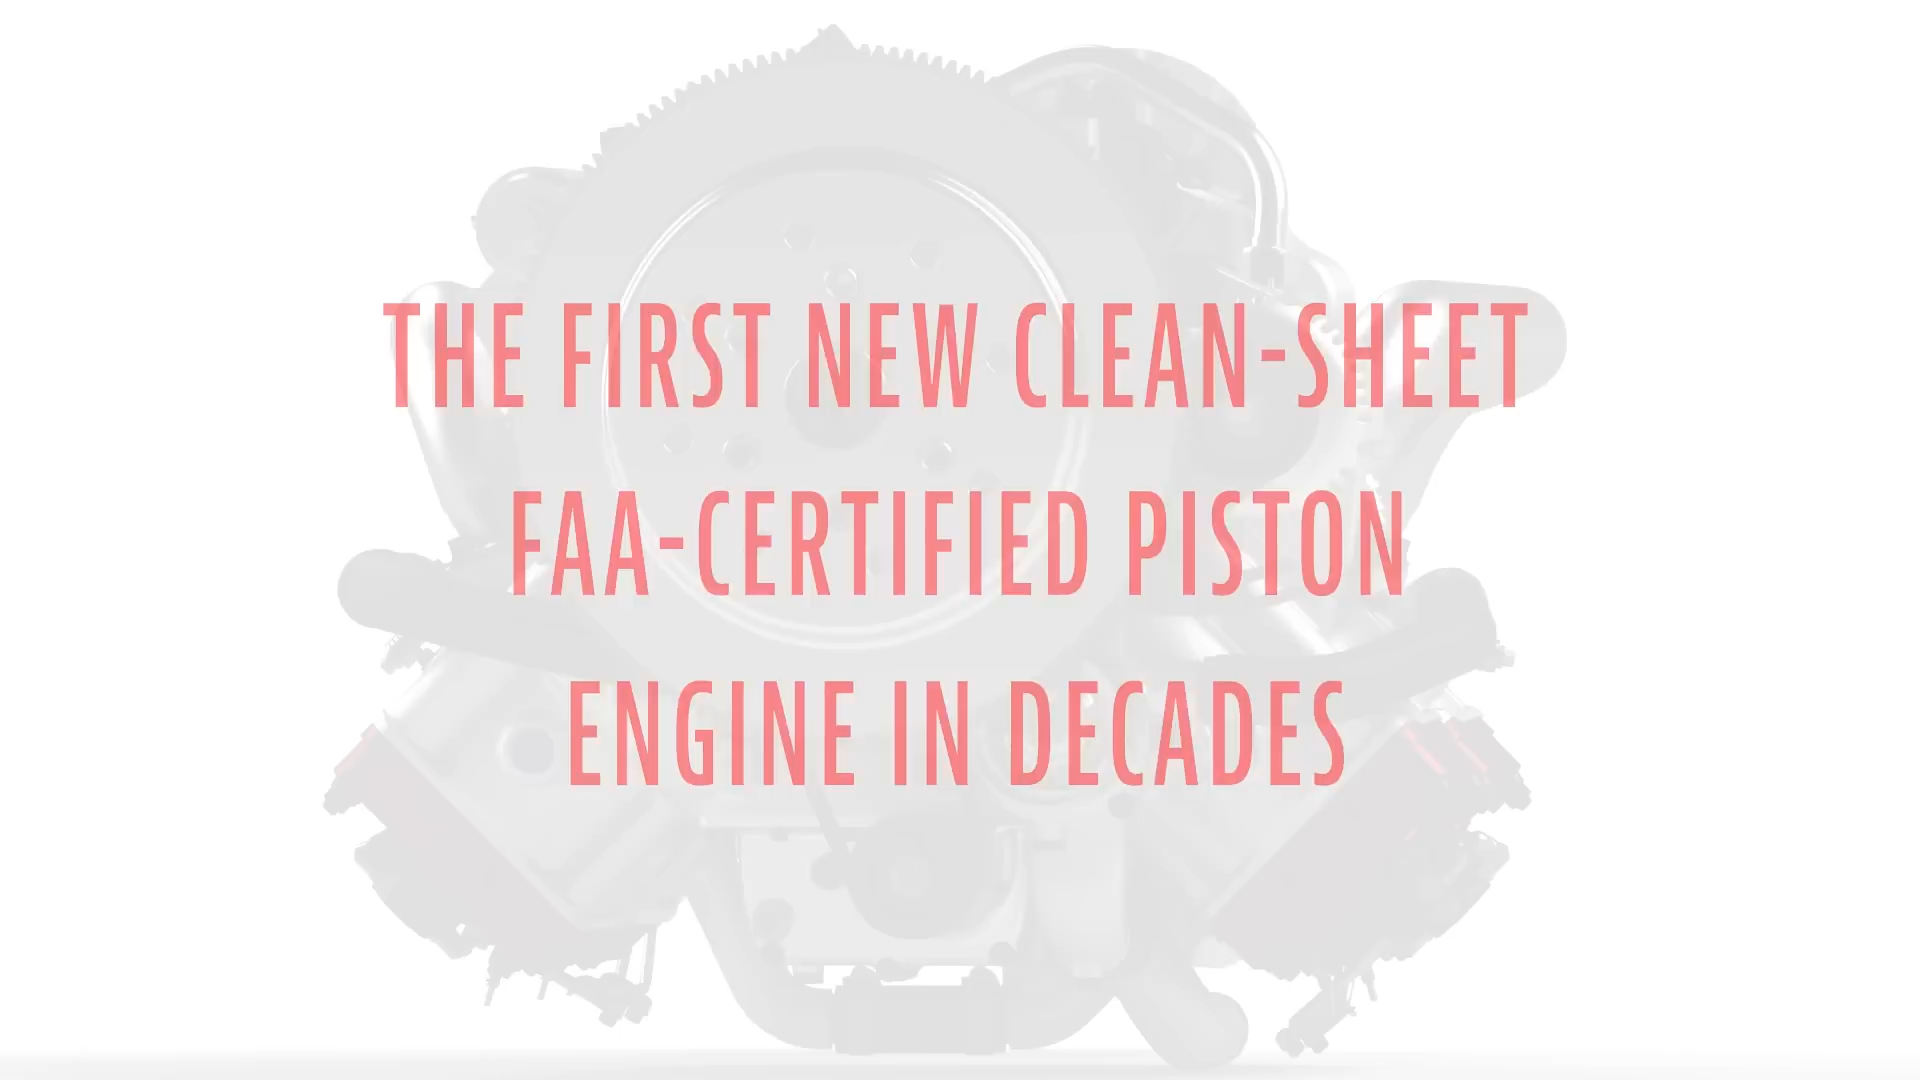 THE FIRST NEW CLEAN-SHEET
FAA-CERTIFIED PISTON
ENGINE IN DECADES